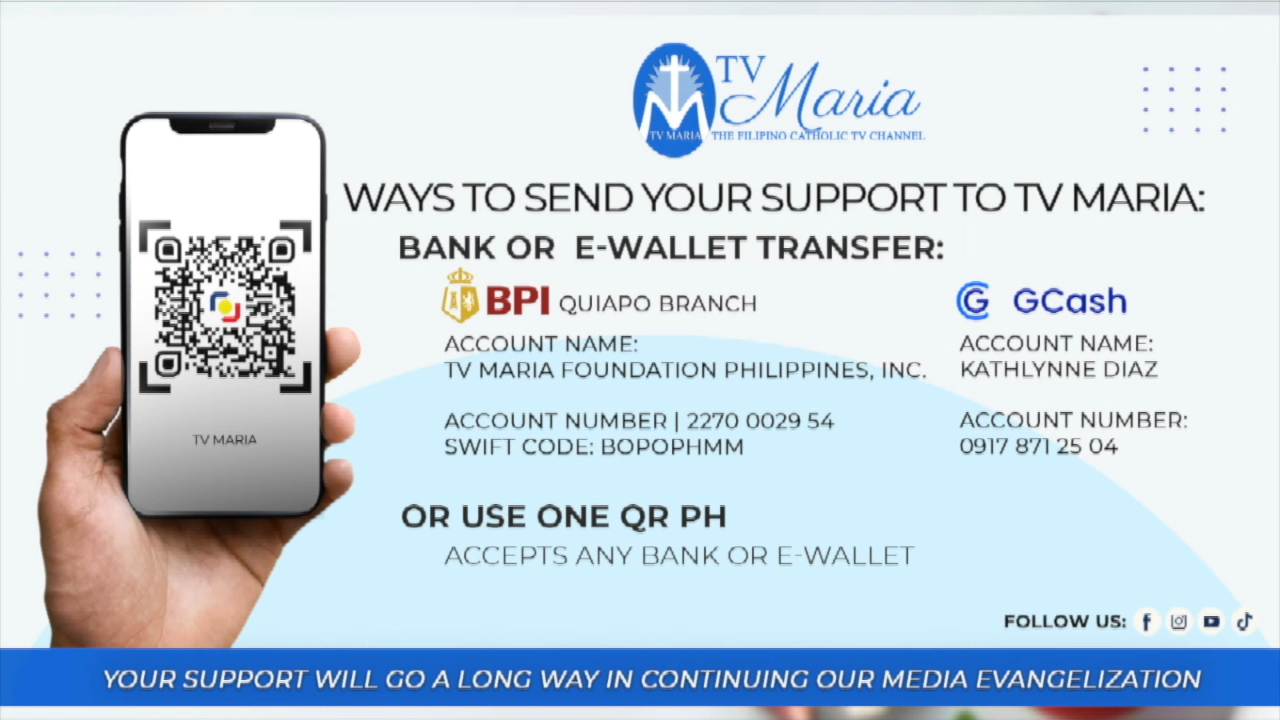 TV Maria
TV MARIA THE FILIPINO CATHOLIC TV CHANNEL
WAYS TO SEND YOUR SUPPORT TO TV MARIA:
BANK OR E-WALLET TRANSFER:
BPI QUIAPO BRANCH
ACCOUNT NAME:
TV MARIA FOUNDATION PHILIPPINES, INC.
ACCOUNT NUMBER | 2270 0029 54
SWIFT CODE: BOPOPHMM
G GCash
ACCOUNT NAME:
KATHLYNNE DIAZ
ACCOUNT NUMBER:
0917 871 25 04
TV MARIA
OR USE ONE QR PH
ACCEPTS ANY BANK OR E-WALLET
FOLLOW US:
YOUR SUPPORT WILL GO A LONG WAY IN CONTINUING OUR MEDIA EVANGELIZATION